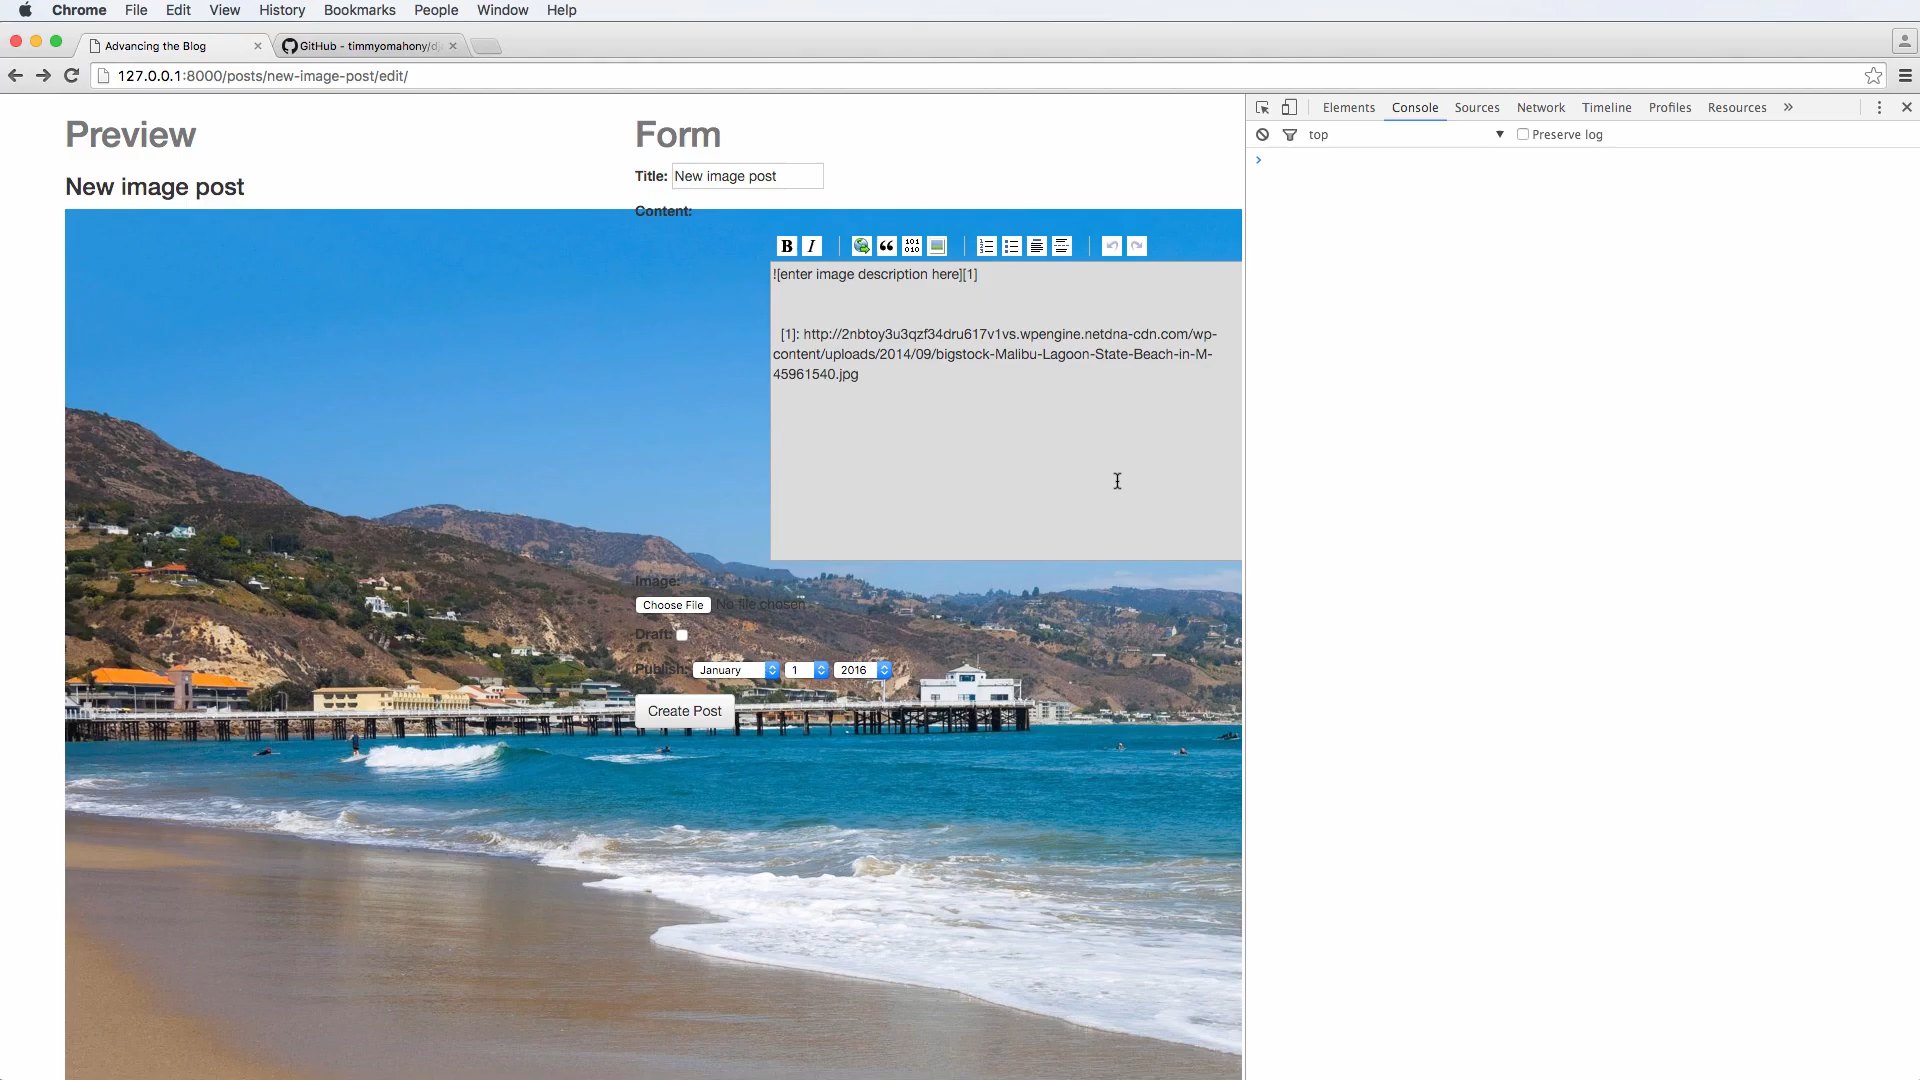 Chrome File Edit View History Bookmarks People Window Help
Advancing the Blog
GitHub - timmyomahony/dj
127.0.0.1:8000/posts/new-image-post/edit/
Elements Console Sources Network Timeline Profiles Resources »
top
Preserve log
Preview
New image post
Form
Title: New image post
Content:
B I
101
010
![enter image description here][1]
[1]: http://2nbtoy3u3qzf34dru617v1vs.wpengine.netdna-cdn.com/wp-
content/uploads/2014/09/bigstock-Malibu-Lagoon-State-Beach-in-M-
45961540.jpg
Image:
Choose File No file chosen
Draft:
Publish: January 1 2016
Create Post